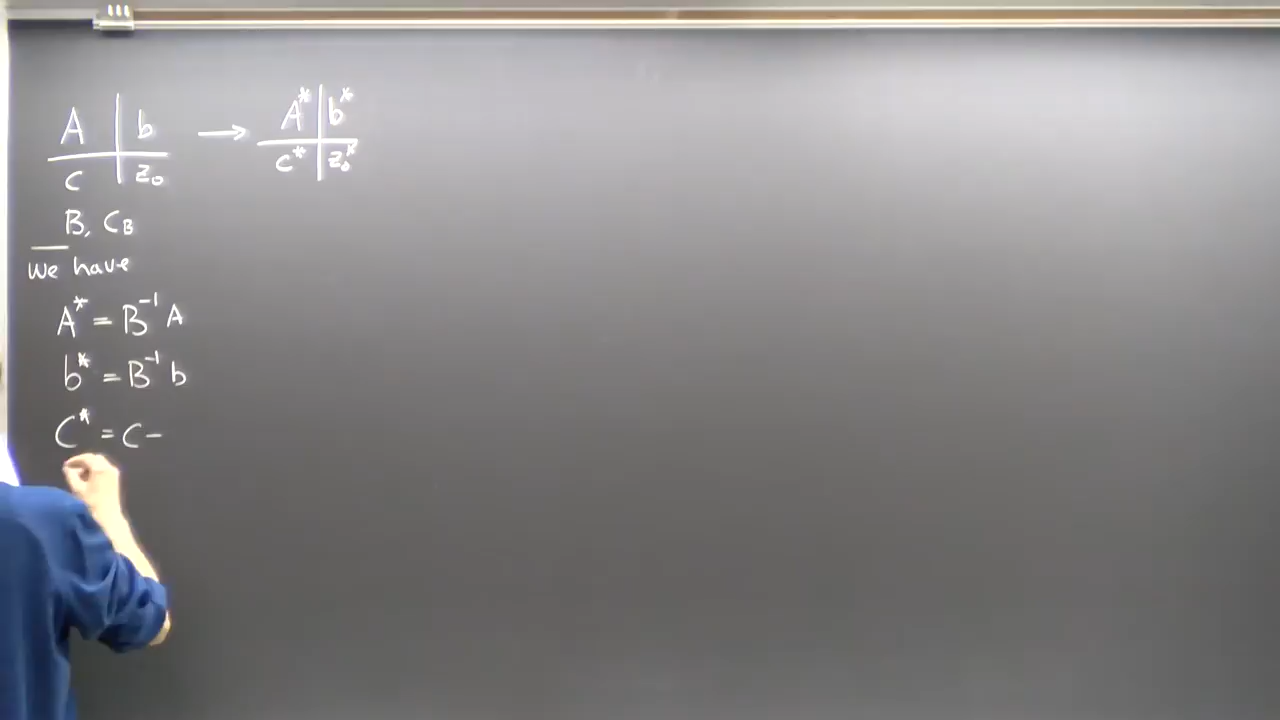 A | b → A* | b*
c | z₀    c* | z₀*
B, C_B
We have
A* = B⁻¹ A
b* = B⁻¹ b
C* = C −